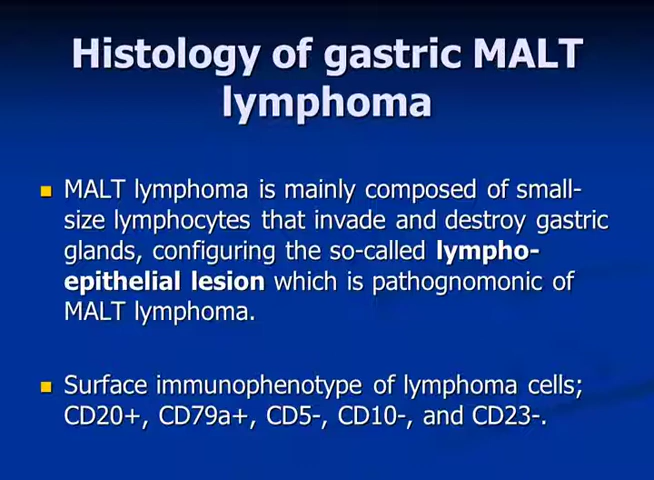 Histology of gastric MALT
lymphoma
MALT lymphoma is mainly composed of small-
size lymphocytes that invade and destroy gastric
glands, configuring the so-called lympho-
epithelial lesion which is pathognomonic of
MALT lymphoma.
Surface immunophenotype of lymphoma cells;
CD20+, CD79a+, CD5-, CD10-, and CD23-.